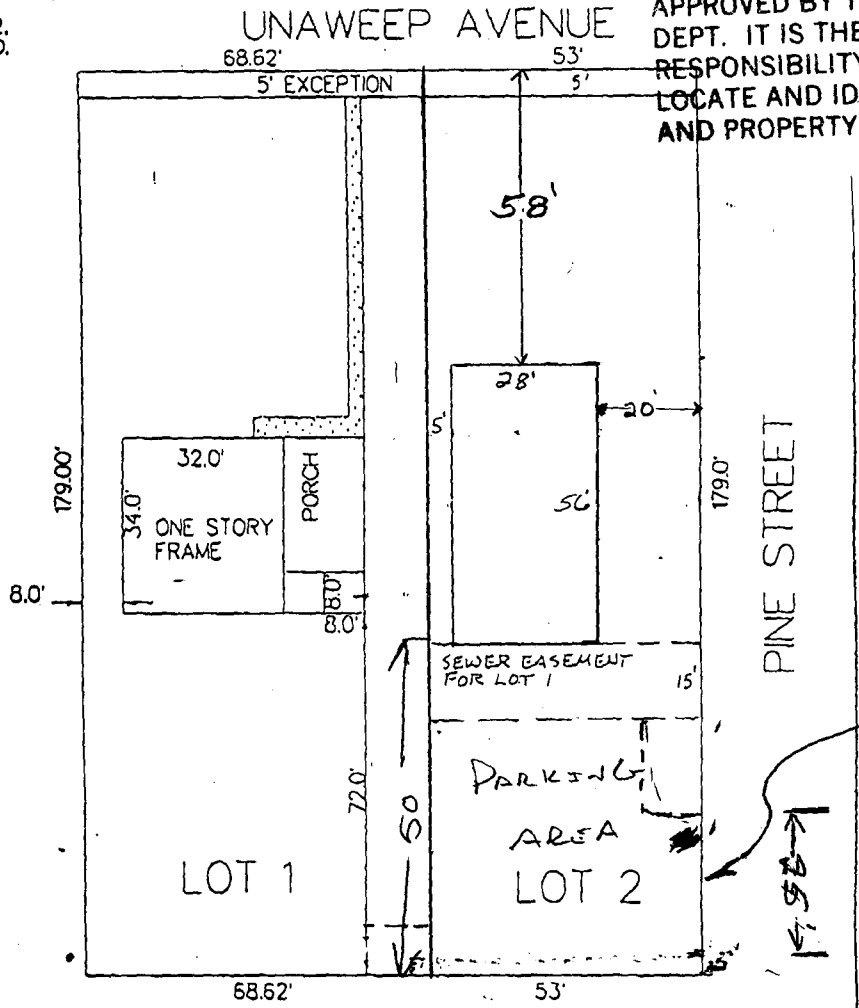 UNAWEEP AVENUE
APPROVED BY T
DEPT. IT IS THE
RESPONSIBILITY
LOCATE AND ID
AND PROPERTY
68.62'
53'
5' EXCEPTION
5'
58'
28'
20'
5'
56'
179.00'
179.0'
32.0'
34.0'
PORCH
ONE STORY
FRAME
8.0'
8.0'
8.0'
PINE STREET
SEWER EASEMENT
FOR LOT 1
15'
72.0'
60
PARKING
AREA
LOT 1
LOT 2
5'
68.62'
53'